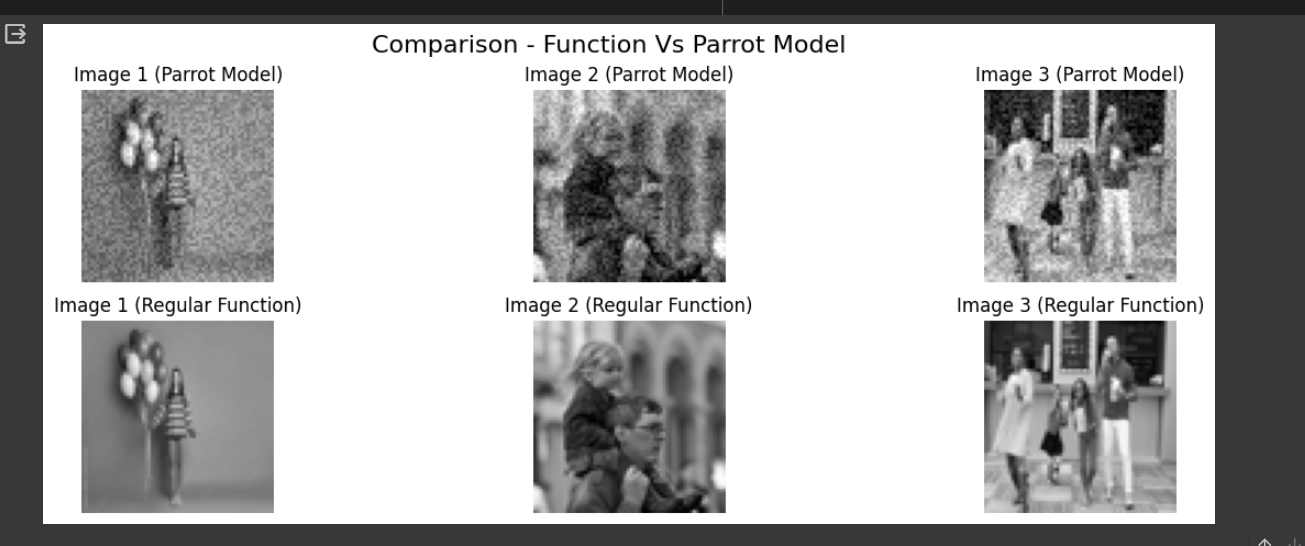 Comparison - Function Vs Parrot Model
Image 1 (Parrot Model)
Image 2 (Parrot Model)
Image 3 (Parrot Model)
Image 1 (Regular Function)
Image 2 (Regular Function)
Image 3 (Regular Function)